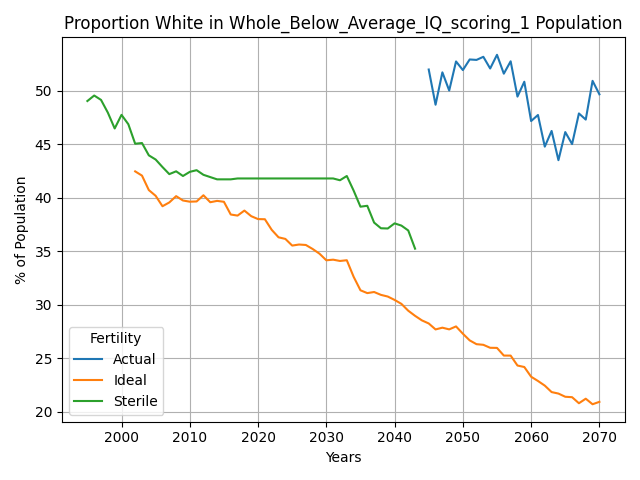 Proportion White in Whole_Below_Average_IQ_scoring_1 Population
% of Population
50
45
40
35
30
25
20
Fertility
Actual
Ideal
Sterile
2000 2010 2020 2030 2040 2050 2060 2070
Years